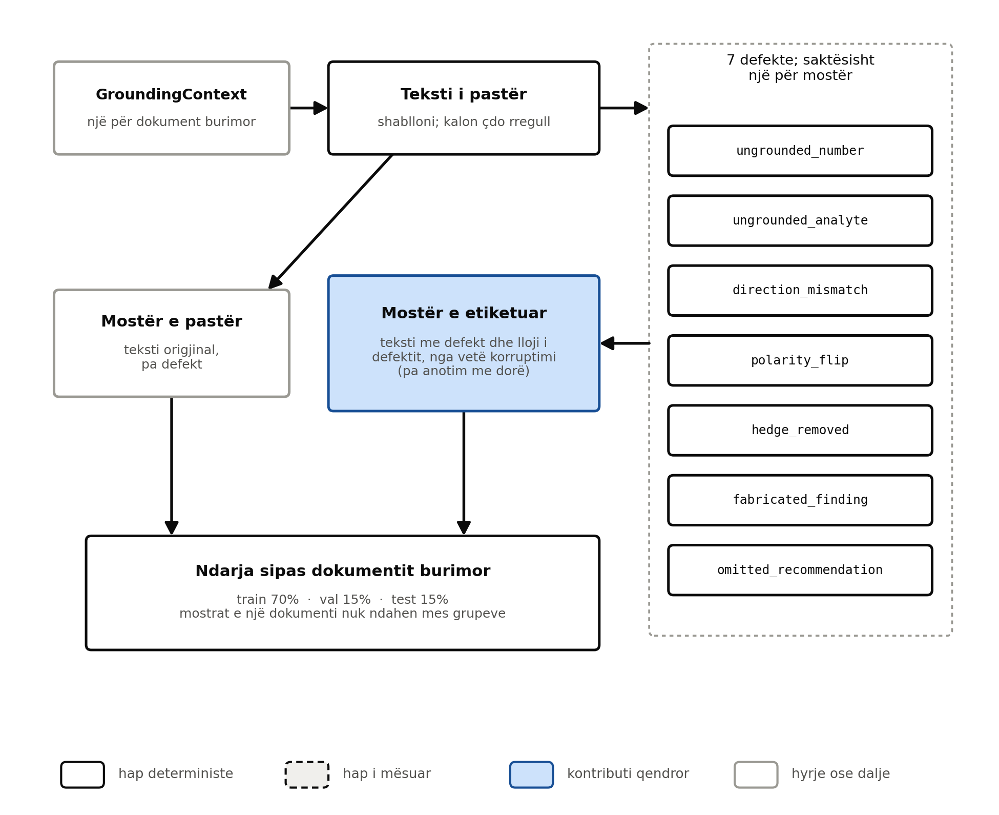 GroundingContext
një për dokument burimor
Teksti i pastër
shablloni; kalon çdo rregull
7 defekte; saktësisht
një për mostër
ungrounded_number
ungrounded_analyte
direction_mismatch
polarity_flip
hedge_removed
fabricated_finding
omitted_recommendation
Mostër e pastër
teksti origjinal,
pa defekt
Mostër e etiketuar
teksti me defekt dhe lloji i
defektit, nga vetë korruptimi
(pa anotim me dorë)
Ndarja sipas dokumentit burimor
train 70% · val 15% · test 15%
mostrat e një dokumenti nuk ndahen mes grupeve
hap deterministe
hap i mësuar
kontributi qendror
hyrje ose dalje